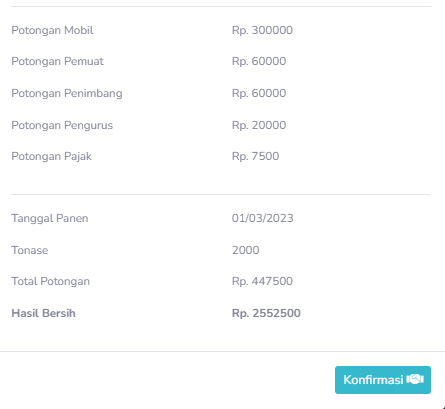 Potongan Mobil Rp. 300000
Potongan Pemuat Rp. 60000
Potongan Penimbang Rp. 60000
Potongan Pengurus Rp. 20000
Potongan Pajak Rp. 7500
Tanggal Panen 01/03/2023
Tonase 2000
Total Potongan Rp. 447500
Hasil Bersih Rp. 2552500
Konfirmasi